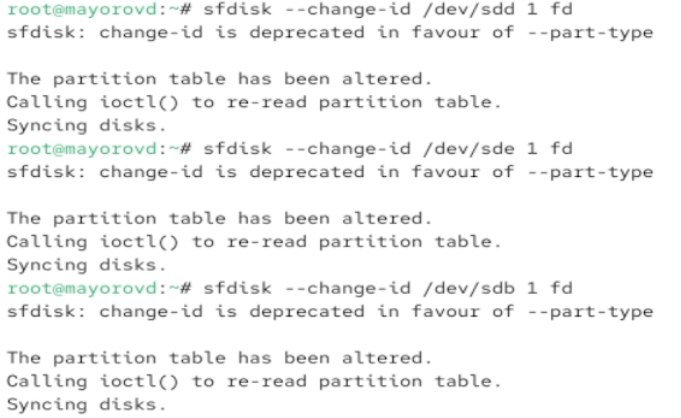 root@mayorovd:~# sfdisk --change-id /dev/sdd 1 fd
sfdisk: change-id is deprecated in favour of --part-type
The partition table has been altered.
Calling ioctl() to re-read partition table.
Syncing disks.
root@mayorovd:~# sfdisk --change-id /dev/sde 1 fd
sfdisk: change-id is deprecated in favour of --part-type
The partition table has been altered.
Calling ioctl() to re-read partition table.
Syncing disks.
root@mayorovd:~# sfdisk --change-id /dev/sdb 1 fd
sfdisk: change-id is deprecated in favour of --part-type
The partition table has been altered.
Calling ioctl() to re-read partition table.
Syncing disks.